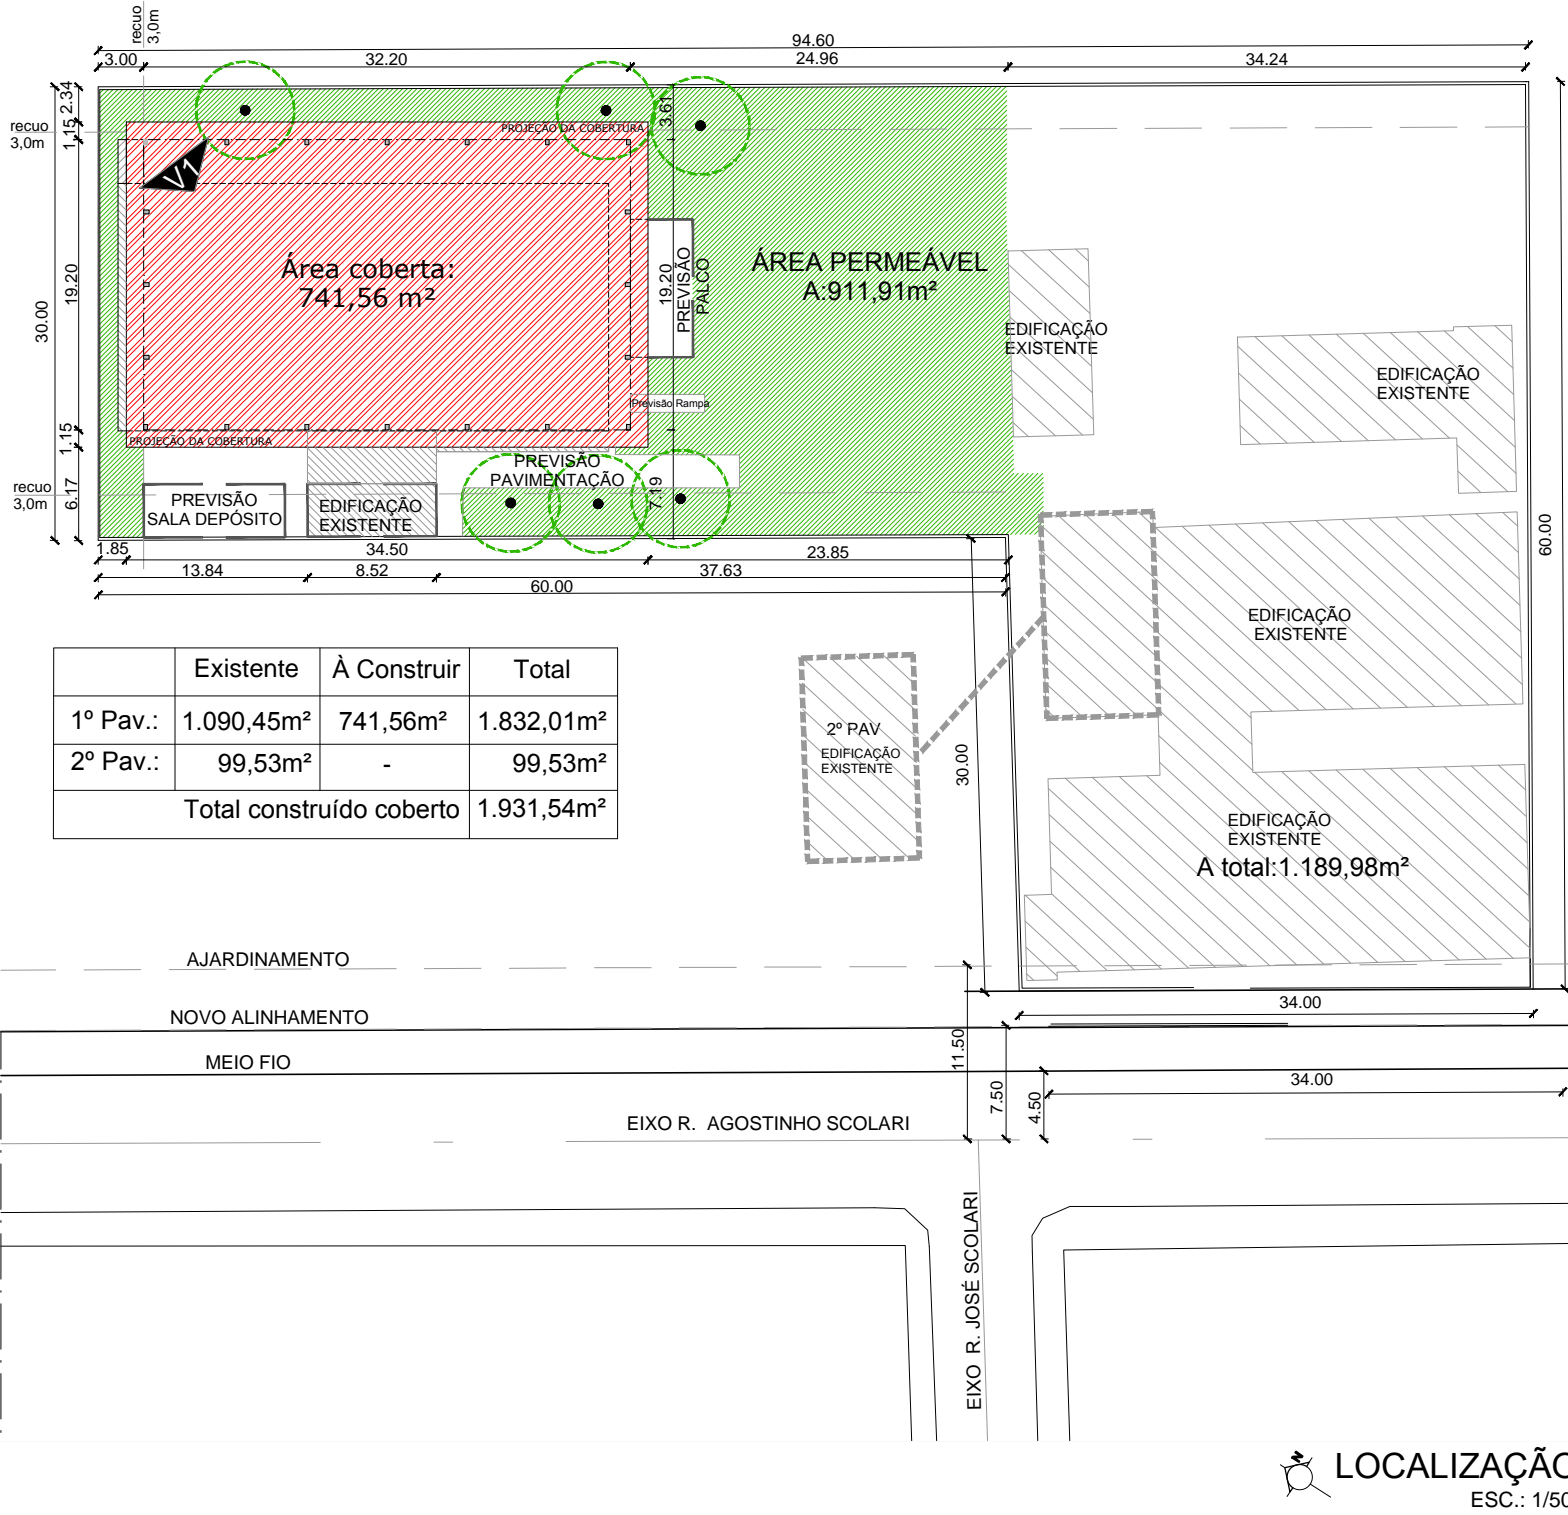 recuo
3,0m
94.60
3.00
32.20
24.96
34.24
2.34
1.15
recuo
3,0m
3.61
PROJEÇÃO DA COBERTURA
V1
Área coberta:
741,56 m²
19.20
30.00
19.20
PREVISÃO
PALCO
ÁREA PERMEÁVEL
A:911,91m²
EDIFICAÇÃO
EXISTENTE
EDIFICAÇÃO
EXISTENTE
Previsão Rampa
PROJEÇÃO DA COBERTURA
1.15
6.17
recuo
3,0m
PREVISÃO
PAVIMENTAÇÃO
7.19
PREVISÃO
SALA DEPÓSITO
EDIFICAÇÃO
EXISTENTE
60.00
1.85
34.50
23.85
13.84
8.52
37.63
60.00
EDIFICAÇÃO
EXISTENTE
Existente À Construir Total
1º Pav.: 1.090,45m² 741,56m² 1.832,01m²
2º Pav.: 99,53m² - 99,53m²
Total construído coberto 1.931,54m²
2º PAV
EDIFICAÇÃO
EXISTENTE
30.00
EDIFICAÇÃO
EXISTENTE
A total:1.189,98m²
AJARDINAMENTO
34.00
NOVO ALINHAMENTO
11.50
MEIO FIO
34.00
7.50
4.50
EIXO R. AGOSTINHO SCOLARI
EIXO R. JOSÉ SCOLARI
N
LOCALIZAÇÃO
ESC.: 1/50